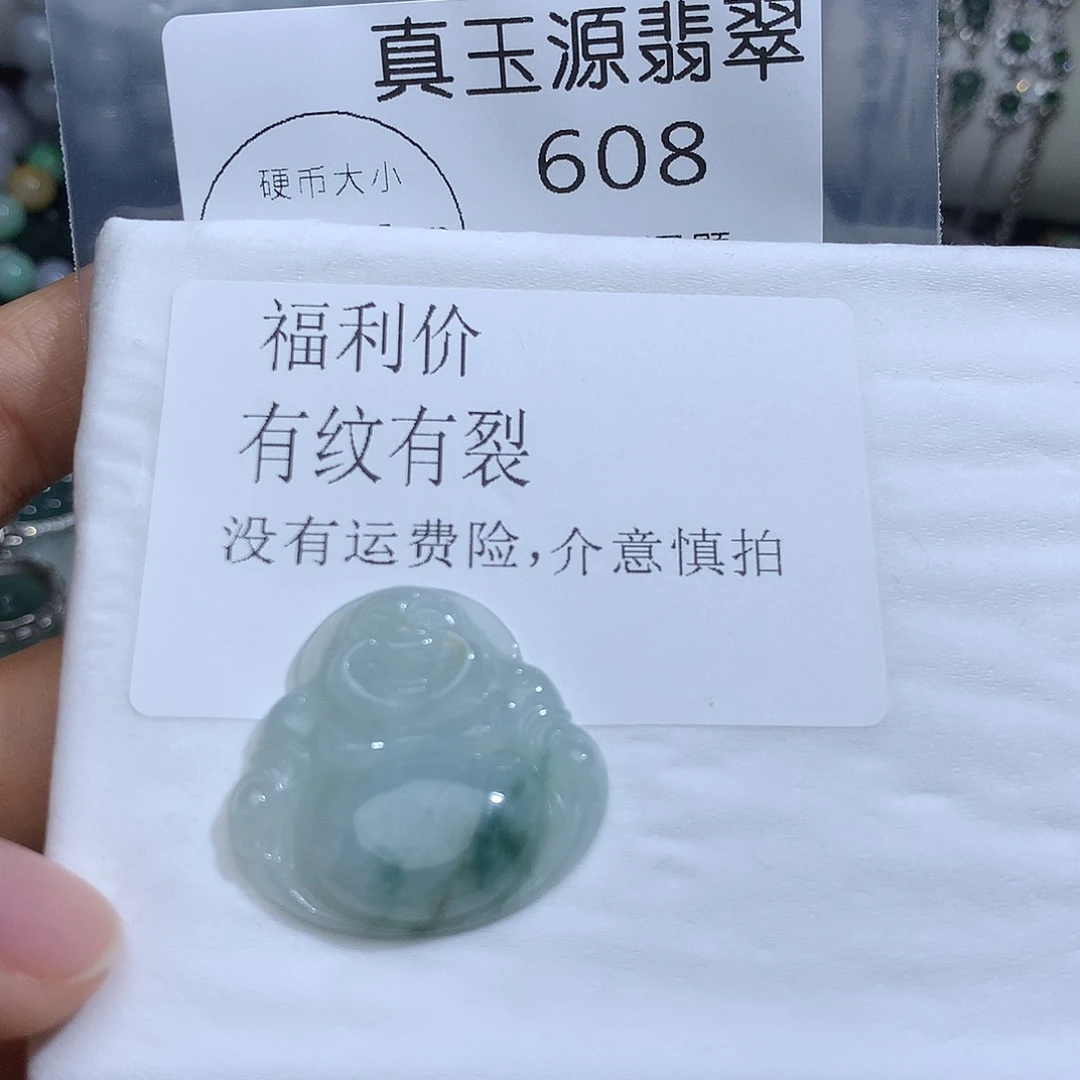 真玉源翡翠
608
硬币大小
福利价
有纹有裂
没有运费险,介意慎拍